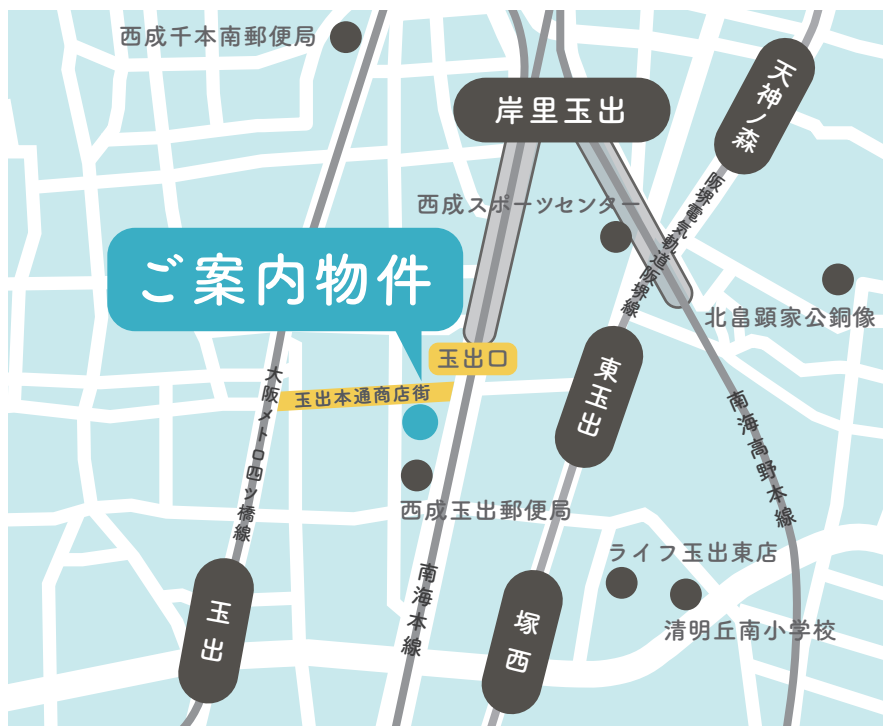 西成千本南郵便局
天神ノ森
岸里玉出
阪堺電気軌道阪堺線
西成スポーツセンター
ご案内物件
北畠顕家公銅像
玉出口
東玉出
大阪メトロ四ツ橋線
玉出本通商店街
南海高野本線
西成玉出郵便局
ライフ玉出東店
南海本線
玉出
塚西
清明丘南小学校